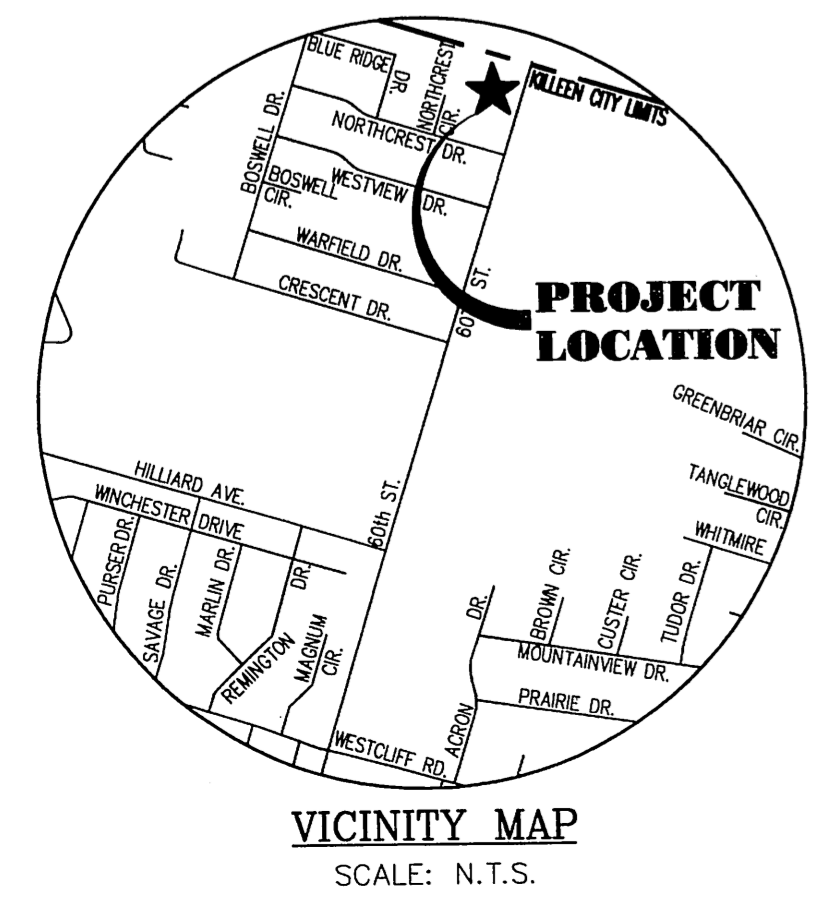 BLUE RIDGE
DR.
NORTHCREST
CIR.
KILLEEN CITY LIMITS
NORTHCREST DR.
BOSWELL DR.
BOSWELL
CIR.
WESTVIEW DR.
WARFIELD DR.
CRESCENT DR.
60th ST.
PROJECT
LOCATION
GREENBRIAR CIR.
TANGLEWOOD
CIR.
WHITMIRE
HILLIARD AVE.
WINCHESTER DRIVE
60th ST.
PURSER DR.
SAVAGE DR.
MARLIN DR.
REMINGTON
DR.
MAGNUM
CIR.
ACRON
DR.
BROWN CIR.
CUSTER CIR.
TUDOR DR.
MOUNTAINVIEW DR.
PRAIRIE DR.
WESTCLIFF RD.
VICINITY MAP
SCALE: N.T.S.